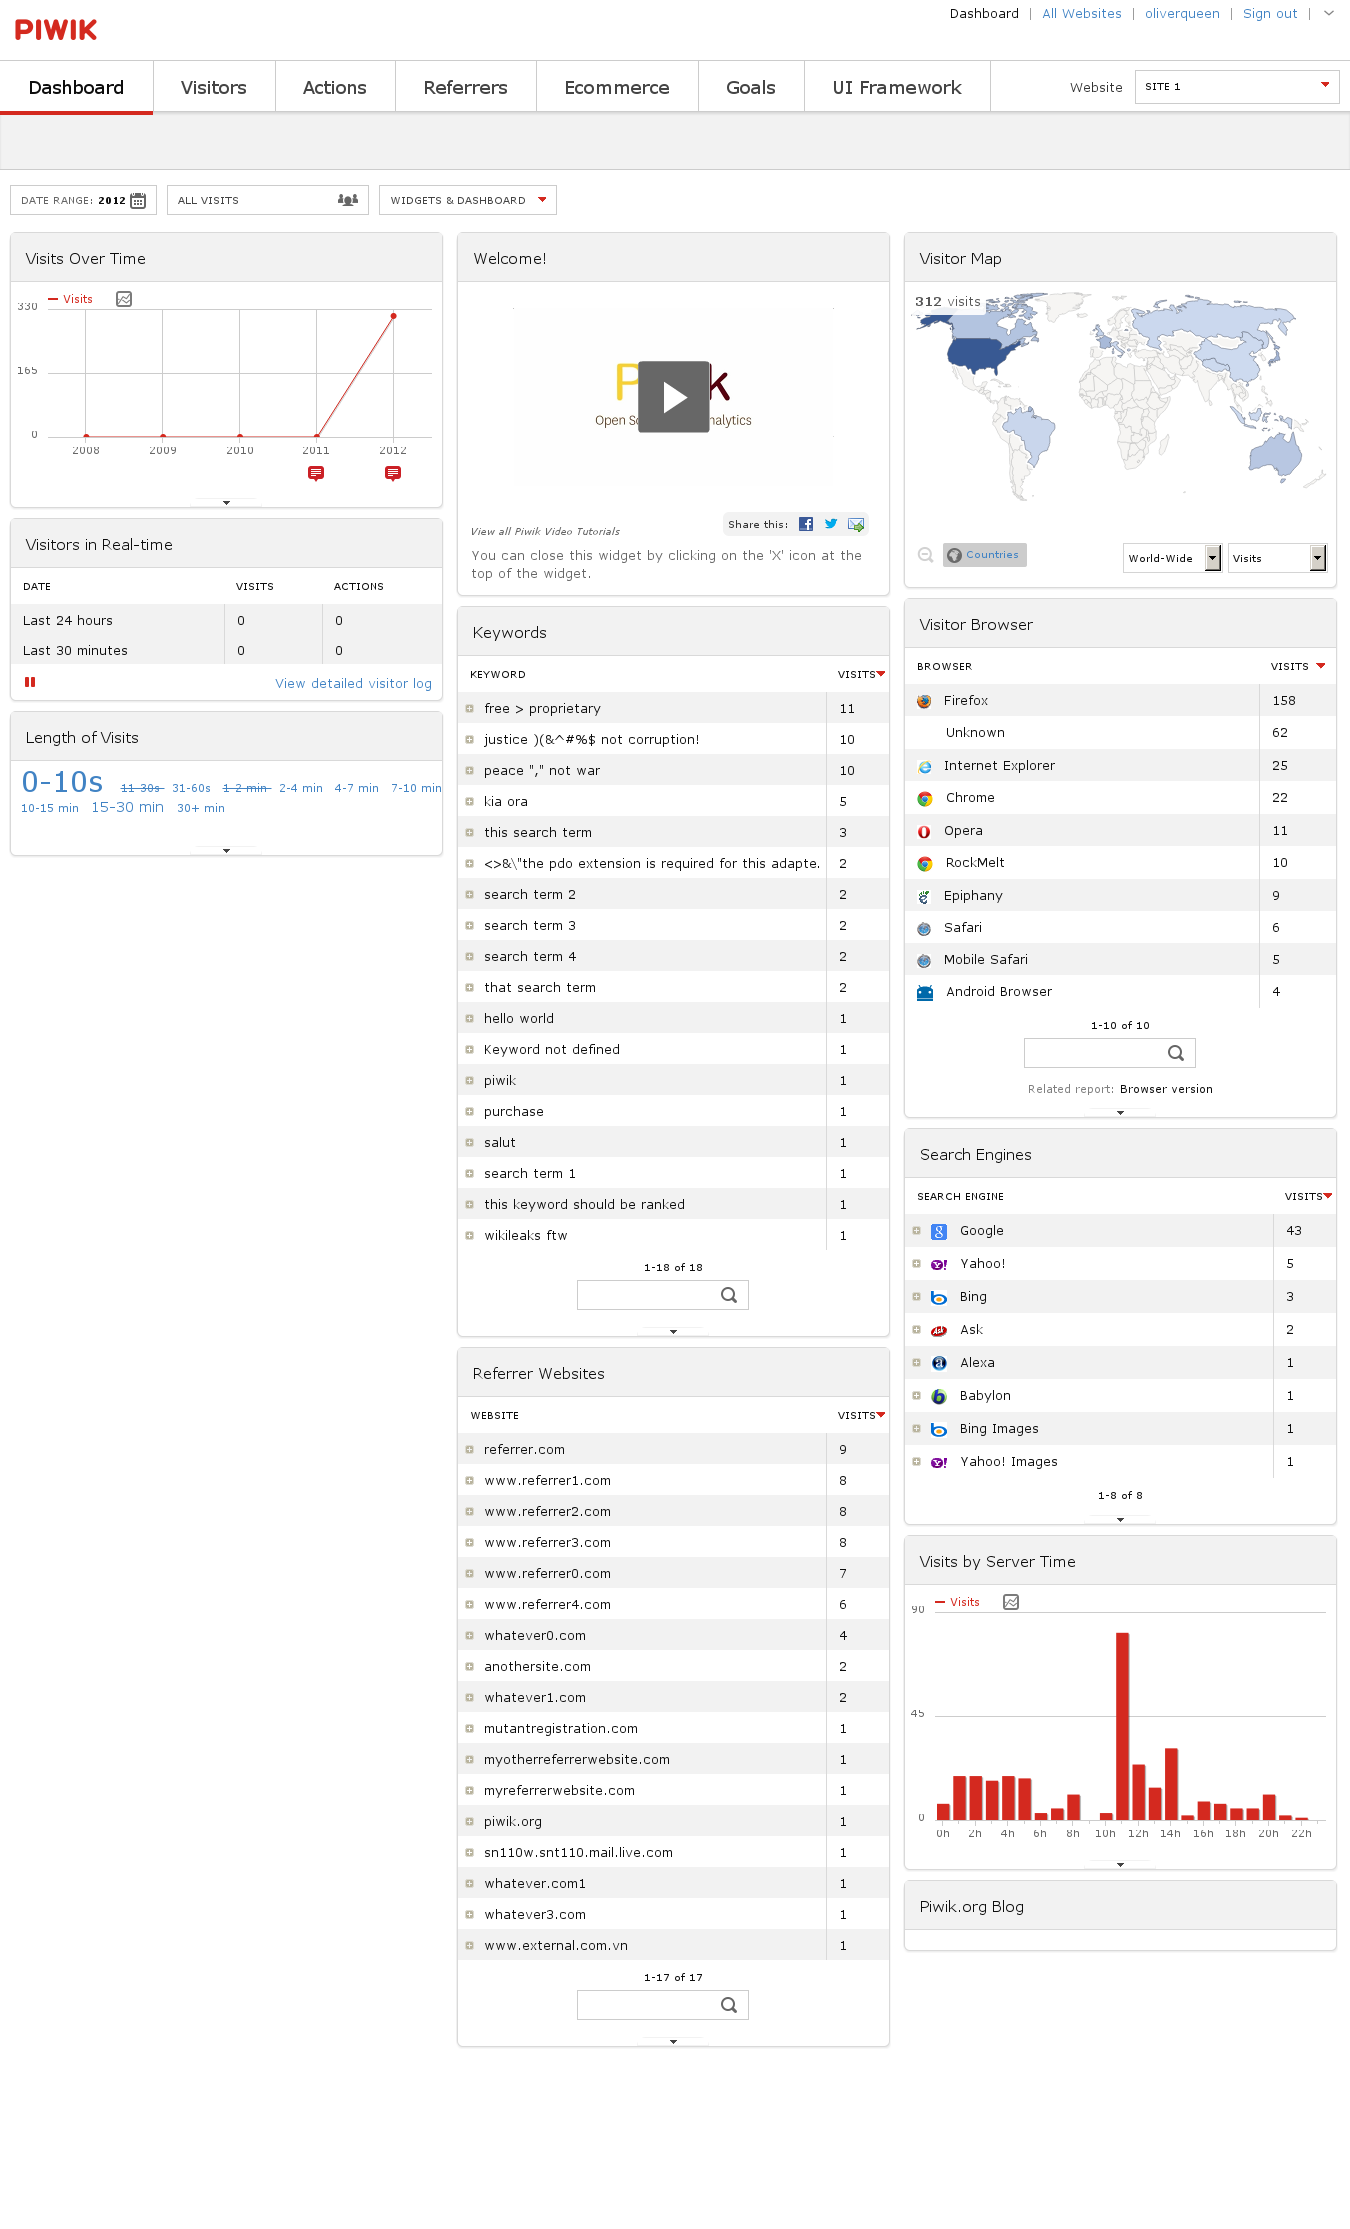 PIWIK
Dashboard | All Websites | oliverqueen | Sign out |
Dashboard Visitors Actions Referrers Ecommerce Goals UI Framework
Website SITE 1
DATE RANGE: 2012
ALL VISITS
WIDGETS & DASHBOARD
Visits Over Time
Visits
330
165
0
2008 2009 2010 2011 2012
Visitors in Real-time
DATE VISITS ACTIONS
Last 24 hours 0 0
Last 30 minutes 0 0
View detailed visitor log
Length of Visits
0-10s 11-30s 31-60s 1-2 min 2-4 min 4-7 min 7-10 min
10-15 min 15-30 min 30+ min
Welcome!
View all Piwik Video Tutorials
Share this:
You can close this widget by clicking on the 'X' icon at the
top of the widget.
Keywords
KEYWORD VISITS
free > proprietary 11
justice )(&^#%$ not corruption! 10
peace "," not war 10
kia ora 5
this search term 3
<>&\"the pdo extension is required for this adapte. 2
search term 2 2
search term 3 2
search term 4 2
that search term 2
hello world 1
Keyword not defined 1
piwik 1
purchase 1
salut 1
search term 1 1
this keyword should be ranked 1
wikileaks ftw 1
1-18 of 18
Referrer Websites
WEBSITE VISITS
referrer.com 9
www.referrer1.com 8
www.referrer2.com 8
www.referrer3.com 8
www.referrer0.com 7
www.referrer4.com 6
whatever0.com 4
anothersite.com 2
whatever1.com 2
mutantregistration.com 1
myotherreferrerwebsite.com 1
myreferrerwebsite.com 1
piwik.org 1
sn110w.snt110.mail.live.com 1
whatever.com1 1
whatever3.com 1
www.external.com.vn 1
1-17 of 17
Visitor Map
312 visits
Countries
World-Wide
Visits
Visitor Browser
BROWSER VISITS
Firefox 158
Unknown 62
Internet Explorer 25
Chrome 22
Opera 11
RockMelt 10
Epiphany 9
Safari 6
Mobile Safari 5
Android Browser 4
1-10 of 10
Related report: Browser version
Search Engines
SEARCH ENGINE VISITS
Google 43
Yahoo! 5
Bing 3
Ask 2
Alexa 1
Babylon 1
Bing Images 1
Yahoo! Images 1
1-8 of 8
Visits by Server Time
Visits
90
45
0
0h 2h 4h 6h 8h 10h 12h 14h 16h 18h 20h 22h
Piwik.org Blog